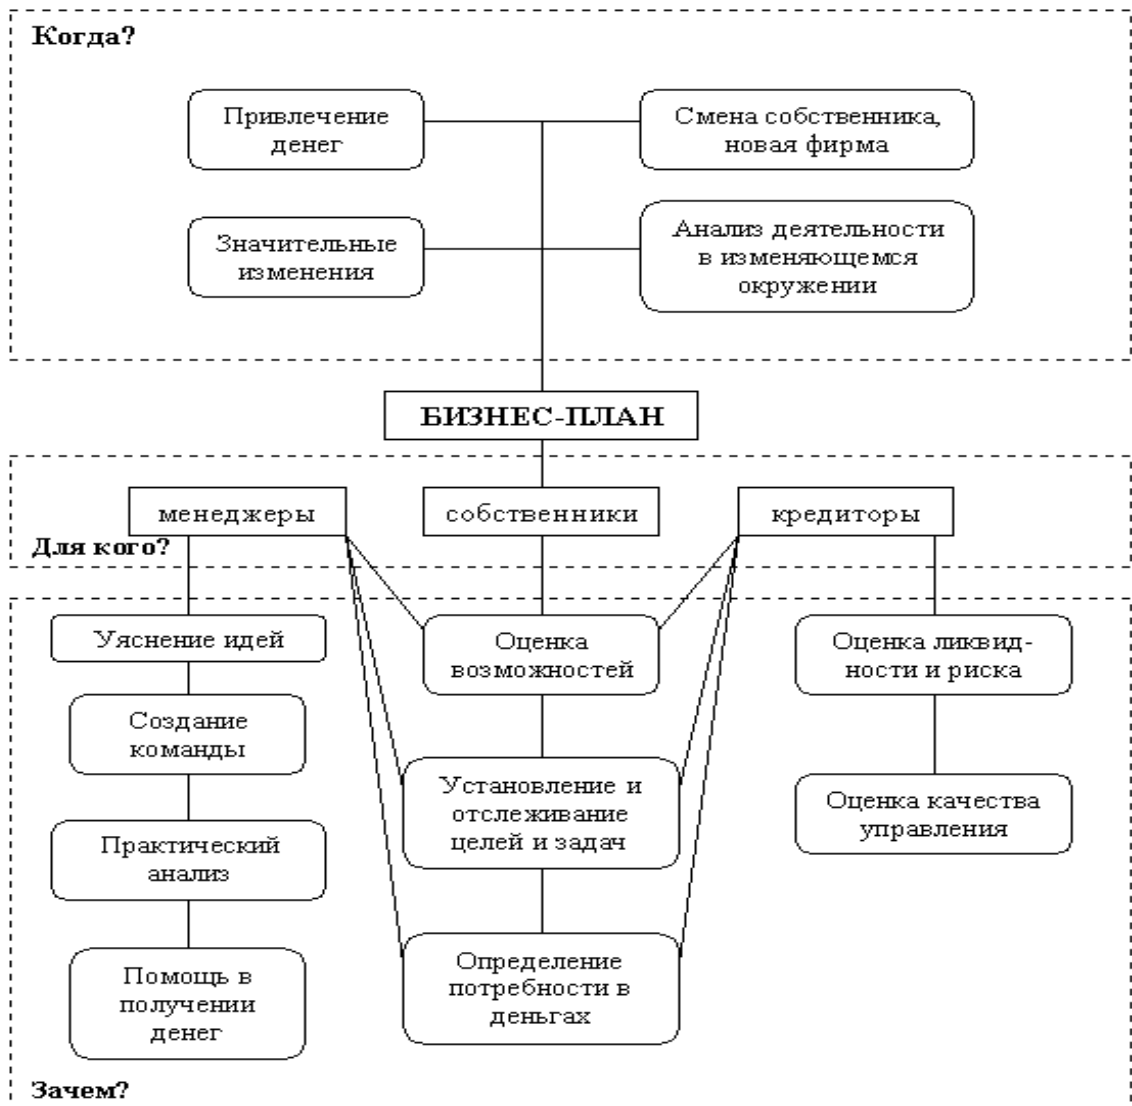 Когда?
Привлечение
денег
Смена собственника,
новая фирма
Значительные
изменения
Анализ деятельности
в изменяющемся
окружении
БИЗНЕС-ПЛАН
менеджеры
собственники
кредиторы
Для кого?
Уяснение идей
Создание
команды
Практический
анализ
Помощь в
получении
денег
Оценка
возможностей
Установление и
отслеживание
целей и задач
Определение
потребности в
деньгах
Оценка ликвид-
ности и риска
Оценка качества
управления
Зачем?